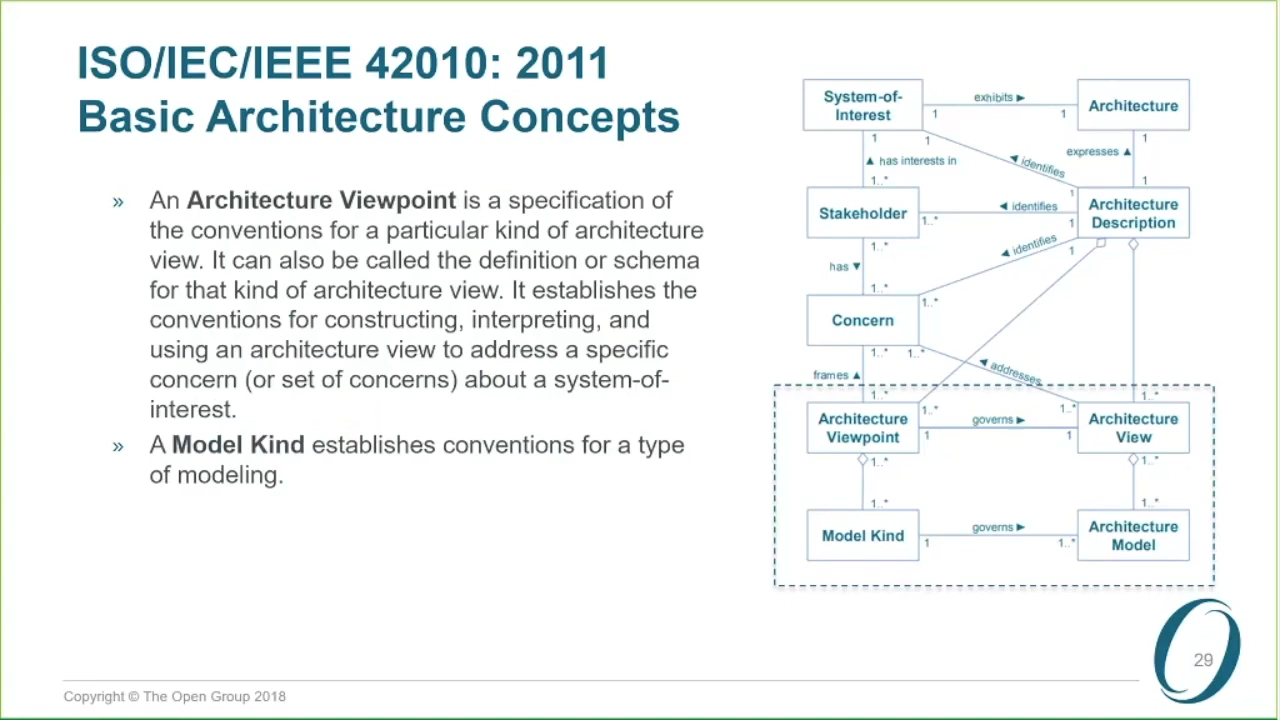 ISO/IEC/IEEE 42010: 2011
Basic Architecture Concepts
» An Architecture Viewpoint is a specification of
the conventions for a particular kind of architecture
view. It can also be called the definition or schema
for that kind of architecture view. It establishes the
conventions for constructing, interpreting, and
using an architecture view to address a specific
concern (or set of concerns) about a system-of-
interest.
» A Model Kind establishes conventions for a type
of modeling.
System-of-
Interest
exhibits ►
1
1
Architecture
1
1
1
▲ has interests in
◄ identifies
expresses ▲
1..*
1
1
Stakeholder
1..*
◄ identifies
1
Architecture
Description
1..*
has ▼
◄ identifies
1
1..*
1..*
Concern
1..*
1..*
frames ▲
◄ addresses
1..*
1..*
Architecture
Viewpoint
1..*
1
governs ►
1..*
1
Architecture
View
1..*
1..*
1..*
1..*
Model Kind
1
governs ►
1..*
Architecture
Model
29
Copyright © The Open Group 2018